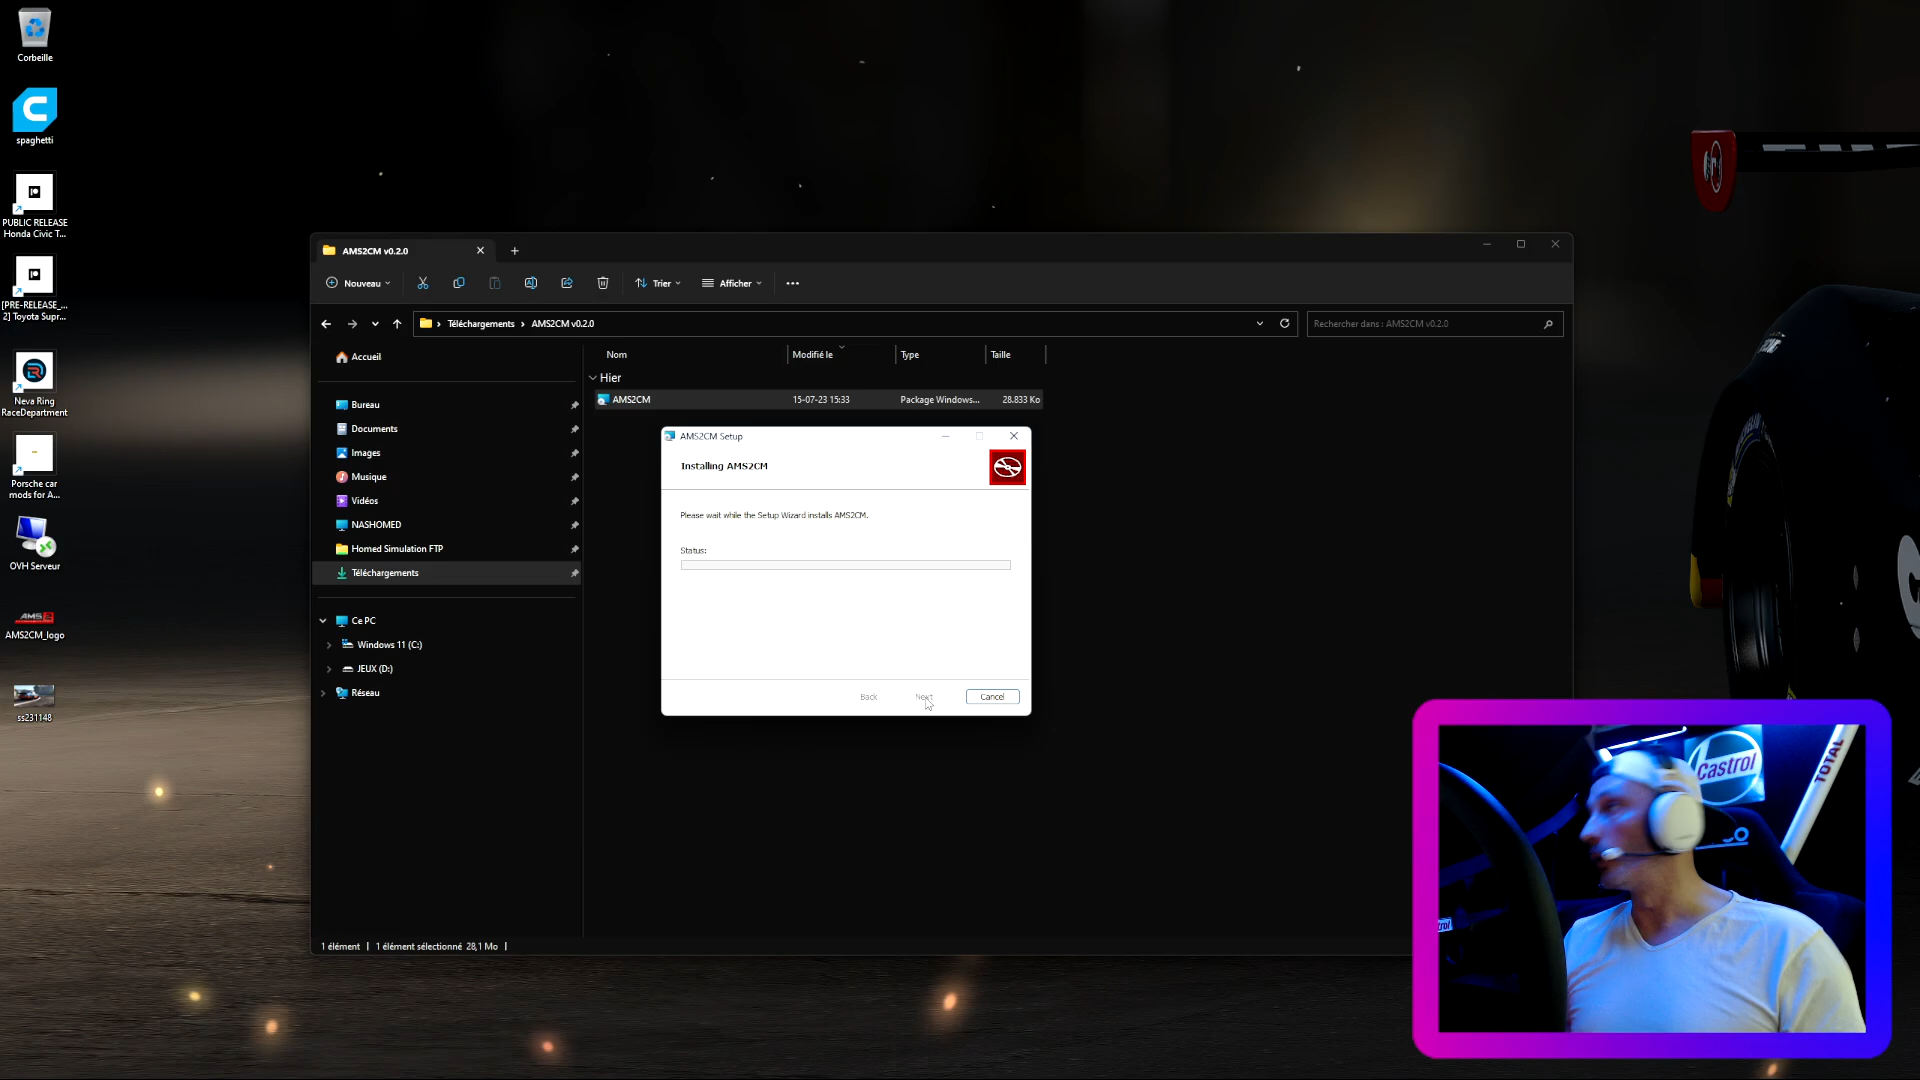 Corbeille
spaghetti
PUBLIC RELEASE
Honda Civic T...
[PRE-RELEASE_...
2] Toyota Supr...
Neva Ring
RaceDepartment
Porsche car
mods for A...
OVH Serveur
AMS2CM_logo
ss231148
AMS2CM v0.2.0
Nouveau
Trier
Afficher
Téléchargements
AMS2CM v0.2.0
Rechercher dans : AMS2CM v0.2.0
Accueil
Bureau
Documents
Images
Musique
Vidéos
NASHOMED
Homed Simulation FTP
Téléchargements
Ce PC
Windows 11 (C:)
JEUX (D:)
Réseau
Nom
Modifié le
Type
Taille
Hier
AMS2CM
15-07-23 15:33
Package Windows...
28.833 Ko
AMS2CM Setup
Installing AMS2CM
Please wait while the Setup Wizard installs AMS2CM.
Status:
Back
Next
Cancel
1 élément
1 élément sélectionné 28,1 Mo
Castrol
TOTAL